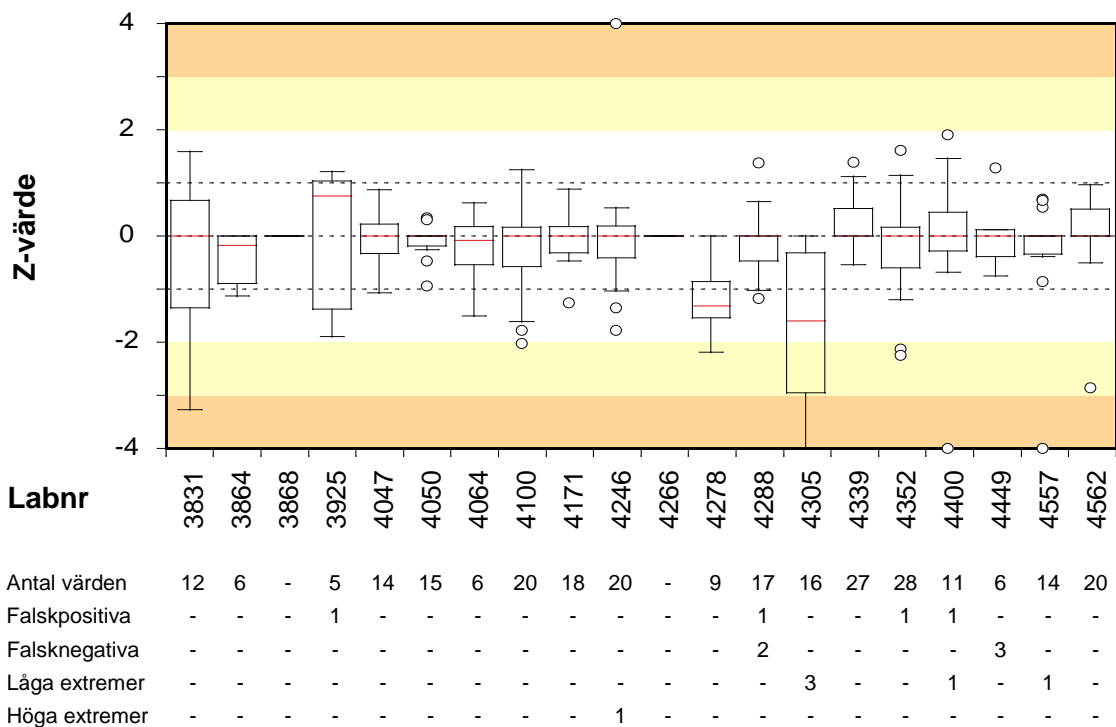 4
2
0
-2
-4
Z-värde
Labnr 3831 3864 3868 3925 4047 4050 4064 4100 4171 4246 4266 4278 4288 4305 4339 4352 4400 4449 4557 4562
Antal värden 12 6 - 5 14 15 6 20 18 20 - 9 17 16 27 28 11 6 14 20
Falskpositiva - - - 1 - - - - - - - - 1 - - 1 1 - - -
Falsknegativa - - - - - - - - - - - - 2 - - - - 3 - -
Låga extremer - - - - - - - - - - - - - 3 - - 1 - 1 -
Höga extremer - - - - - - - - - 1 - - - - - - - - - -